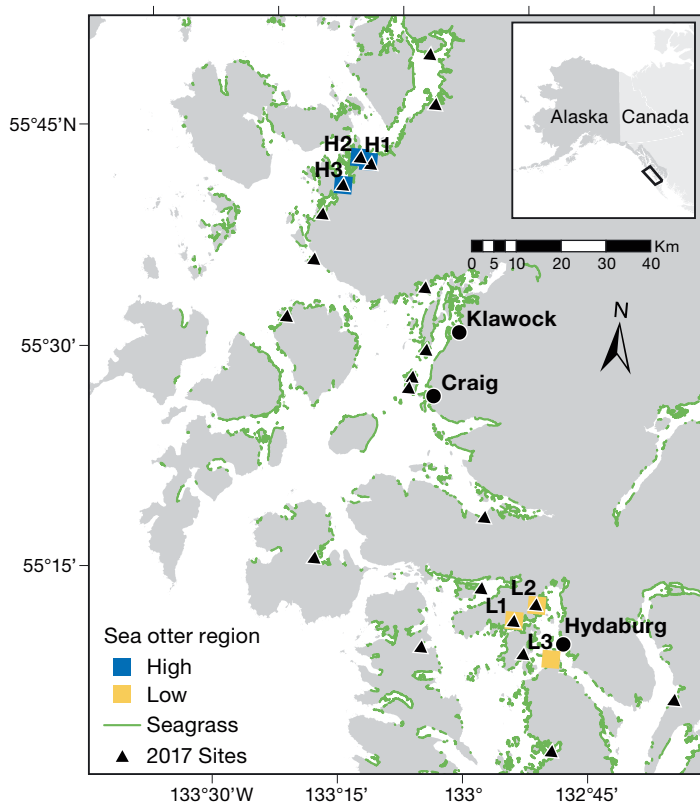 Alaska
Canada
55°45'N
H2
H1
H3
0 5 10 20 30 40
Km
N
Klawock
55°30'
Craig
55°15'
L2
L1
Hydaburg
L3
Sea otter region
High
Low
Seagrass
2017 Sites
133°30'W
133°15'
133°
132°45'